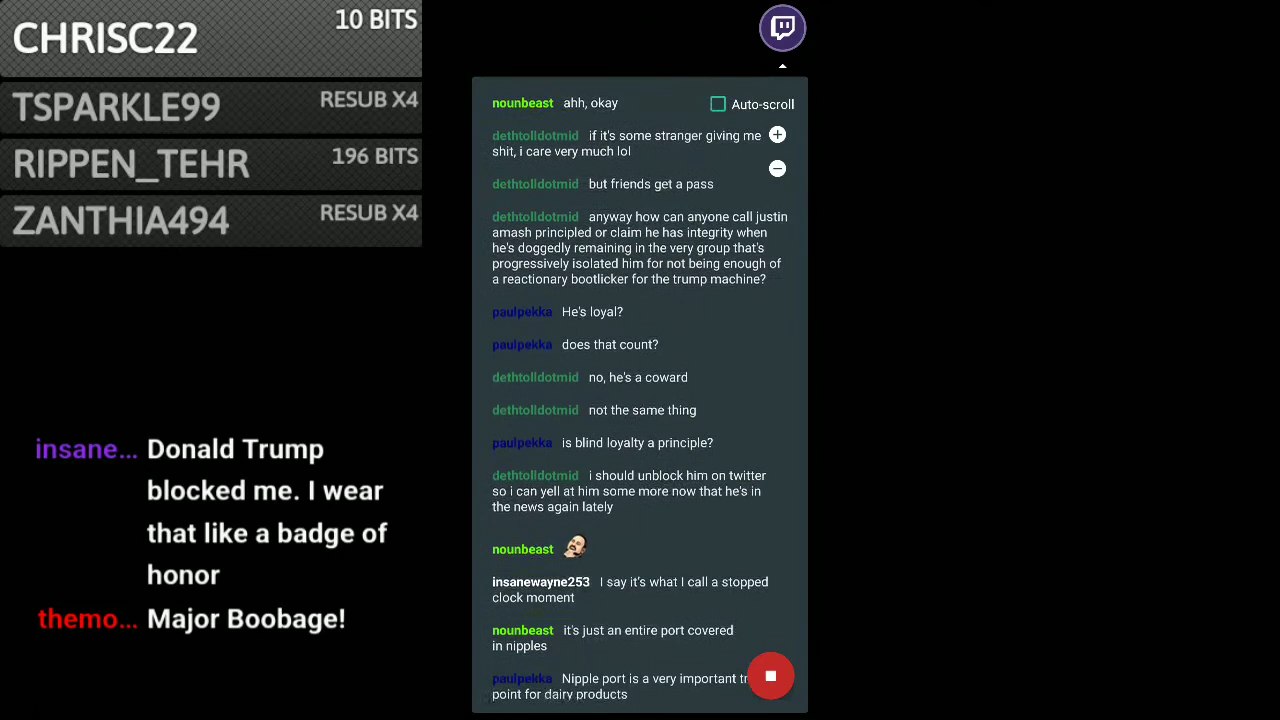 CHRISC22 10 BITS
TSPARKLE99 RESUB X4
RIPPEN_TEHR 196 BITS
ZANTHIA494 RESUB X4
insane... Donald Trump
blocked me. I wear
that like a badge of
honor
themo... Major Boobage!
nounbeast ahh, okay
Auto-scroll
dethtolldotmid if it's some stranger giving me
shit, i care very much lol
dethtolldotmid but friends get a pass
dethtolldotmid anyway how can anyone call justin
amash principled or claim he has integrity when
he's doggedly remaining in the very group that's
progressively isolated him for not being enough of
a reactionary bootlicker for the trump machine?
paulpekka He's loyal?
paulpekka does that count?
dethtolldotmid no, he's a coward
dethtolldotmid not the same thing
paulpekka is blind loyalty a principle?
dethtolldotmid i should unblock him on twitter
so i can yell at him some more now that he's in
the news again lately
nounbeast
insanewayne253 I say it's what I call a stopped
clock moment
nounbeast it's just an entire port covered
in nipples
paulpekka Nipple port is a very important
point for dairy products